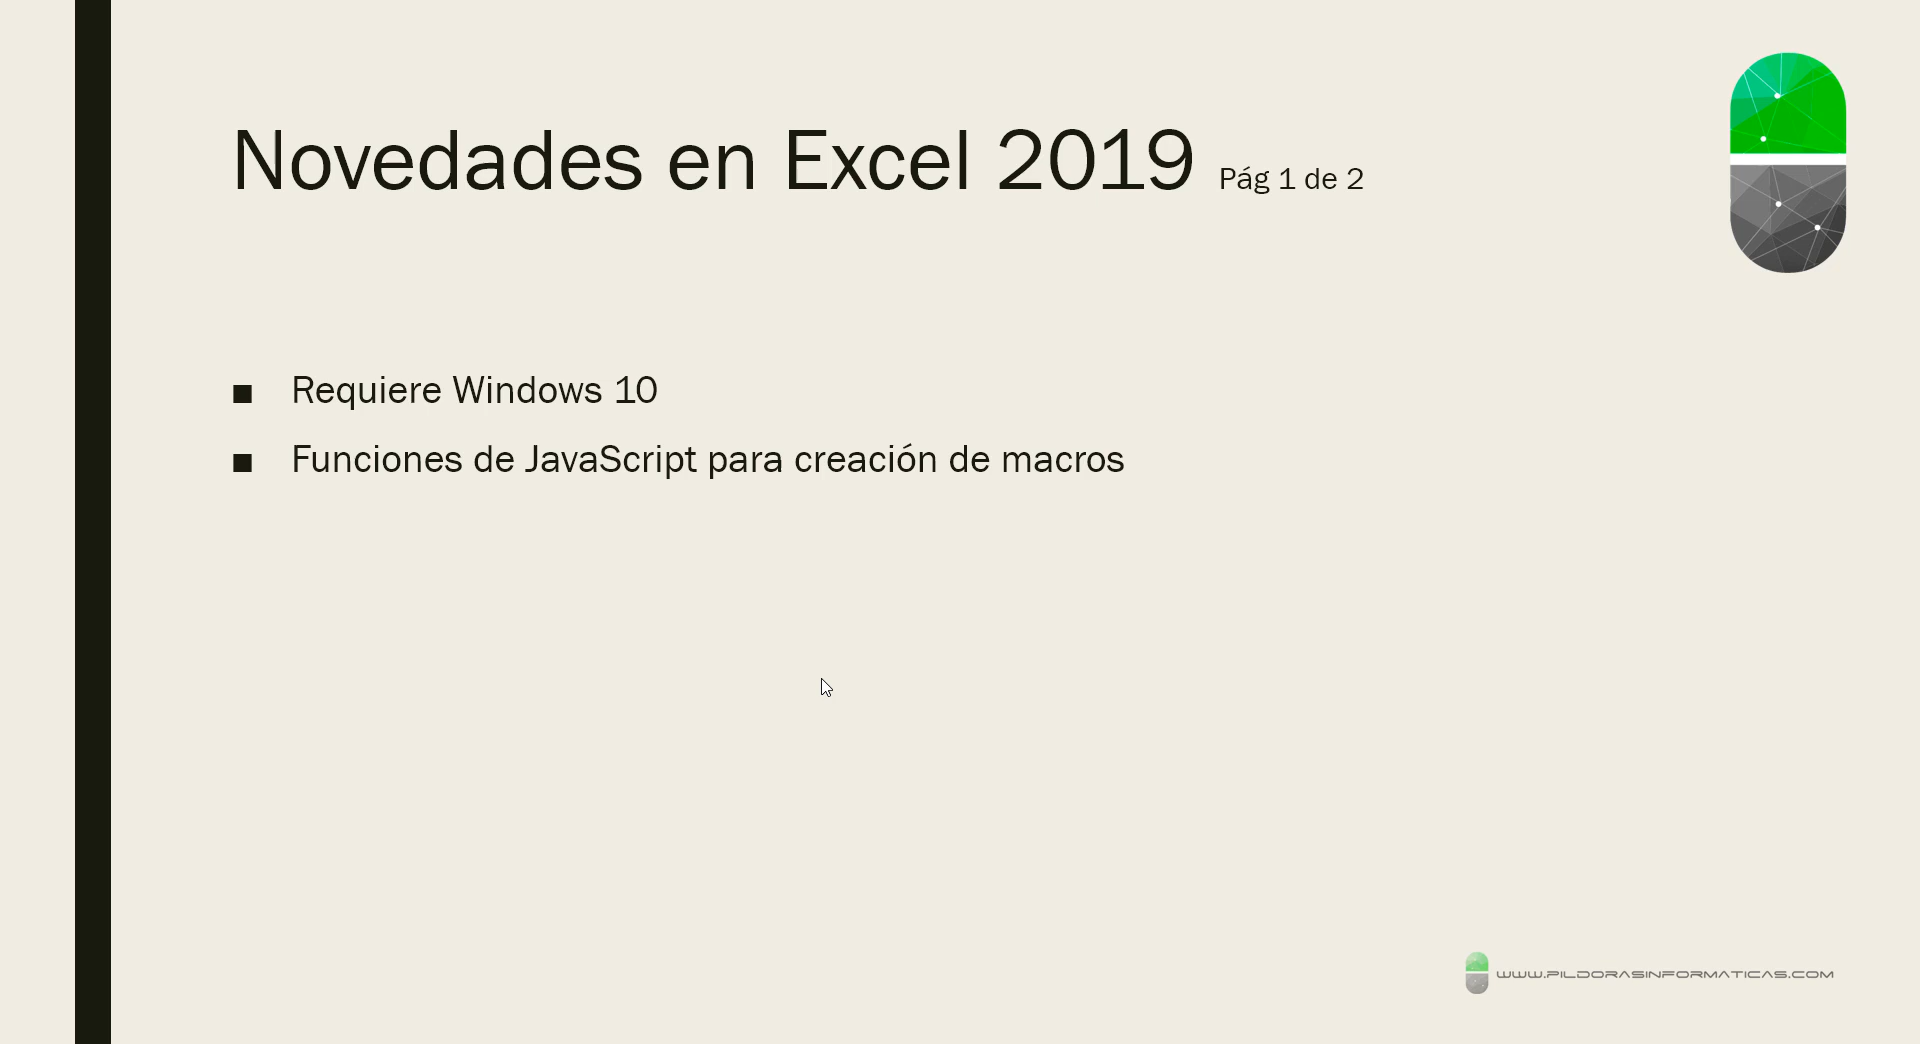 Novedades en Excel 2019 Pág 1 de 2
■ Requiere Windows 10
■ Funciones de JavaScript para creación de macros
WWW.PILDORASINFORMATICAS.COM